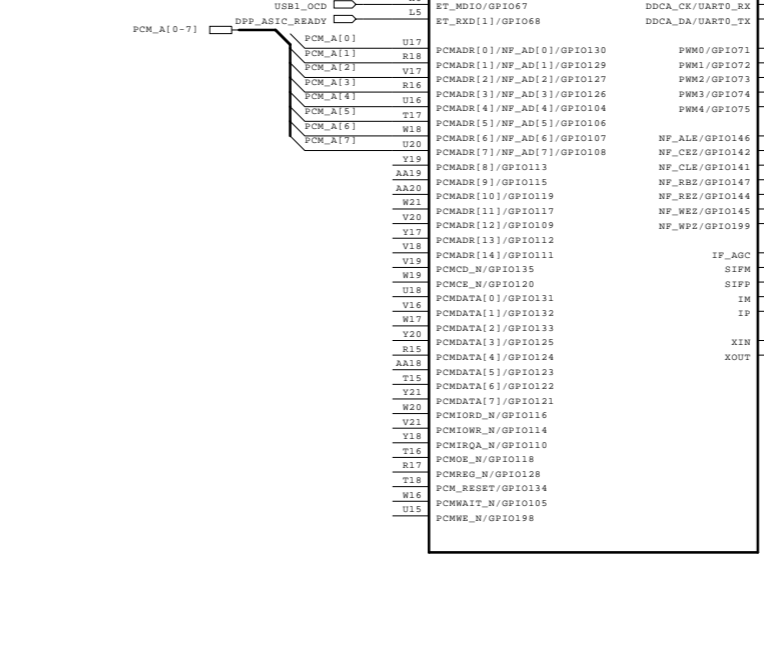 USB1_OCD
ET_MDIO/GPIO67
DDCA_CK/UART0_RX
DPP_ASIC_READY
L5
ET_RXD[1]/GPIO68
DDCA_DA/UART0_TX
PCM_A[0-7]
PCM_A[0]
U17
PCMADR[0]/NF_AD[0]/GPIO130
PWM0/GPIO71
PCM_A[1]
R18
PCMADR[1]/NF_AD[1]/GPIO129
PWM1/GPIO72
PCM_A[2]
V17
PCMADR[2]/NF_AD[2]/GPIO127
PWM2/GPIO73
PCM_A[3]
R16
PCMADR[3]/NF_AD[3]/GPIO126
PWM3/GPIO74
PCM_A[4]
U16
PCMADR[4]/NF_AD[4]/GPIO104
PWM4/GPIO75
PCM_A[5]
T17
PCMADR[5]/NF_AD[5]/GPIO106
PCM_A[6]
W18
PCMADR[6]/NF_AD[6]/GPIO107
NF_ALE/GPIO146
PCM_A[7]
U20
PCMADR[7]/NF_AD[7]/GPIO108
NF_CEZ/GPIO142
Y19
PCMADR[8]/GPIO113
NF_CLE/GPIO141
AA19
PCMADR[9]/GPIO115
NF_RBZ/GPIO147
AA20
PCMADR[10]/GPIO119
NF_REZ/GPIO144
W21
PCMADR[11]/GPIO117
NF_WEZ/GPIO145
V20
PCMADR[12]/GPIO109
NF_WPZ/GPIO199
Y17
PCMADR[13]/GPIO112
V18
PCMADR[14]/GPIO111
IF_AGC
V19
PCMCD_N/GPIO135
SIFM
W19
PCMCE_N/GPIO120
SIFP
U18
PCMDATA[0]/GPIO131
IM
V16
PCMDATA[1]/GPIO132
IP
W17
PCMDATA[2]/GPIO133
Y20
PCMDATA[3]/GPIO125
XIN
R15
PCMDATA[4]/GPIO124
XOUT
AA18
PCMDATA[5]/GPIO123
T15
PCMDATA[6]/GPIO122
Y21
PCMDATA[7]/GPIO121
W20
PCMIORD_N/GPIO116
V21
PCMIOWR_N/GPIO114
Y18
PCMIRQA_N/GPIO110
T16
PCMOE_N/GPIO118
R17
PCMREG_N/GPIO128
T18
PCM_RESET/GPIO134
W16
PCMWAIT_N/GPIO105
U15
PCMWE_N/GPIO198